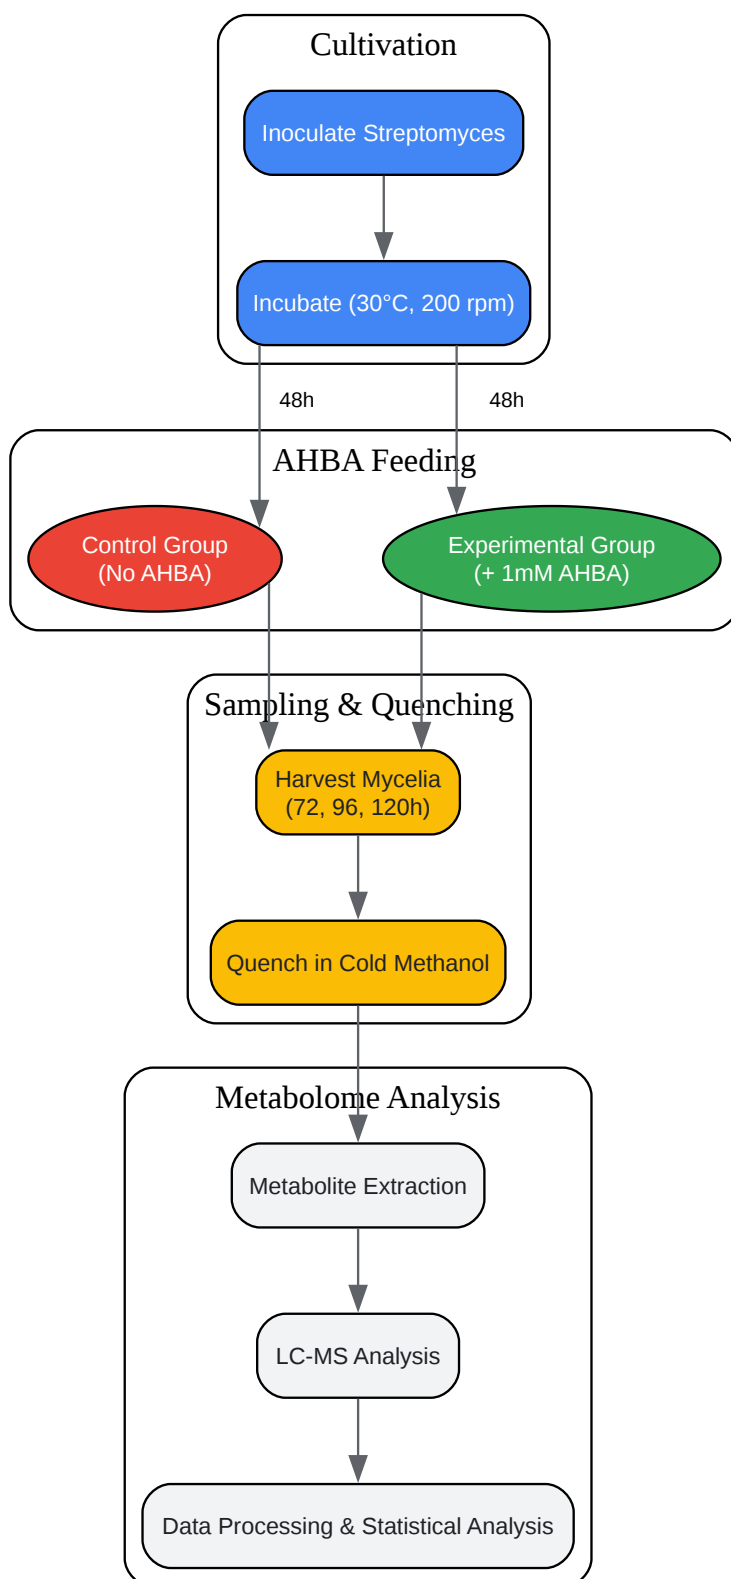 Cultivation
Inoculate Streptomyces
Incubate (30°C, 200 rpm)
48h
48h
AHBA Feeding
Control Group
(No AHBA)
Experimental Group
(+ 1mM AHBA)
Sampling & Quenching
Harvest Mycelia
(72, 96, 120h)
Quench in Cold Methanol
Metabolome Analysis
Metabolite Extraction
LC-MS Analysis
Data Processing & Statistical Analysis